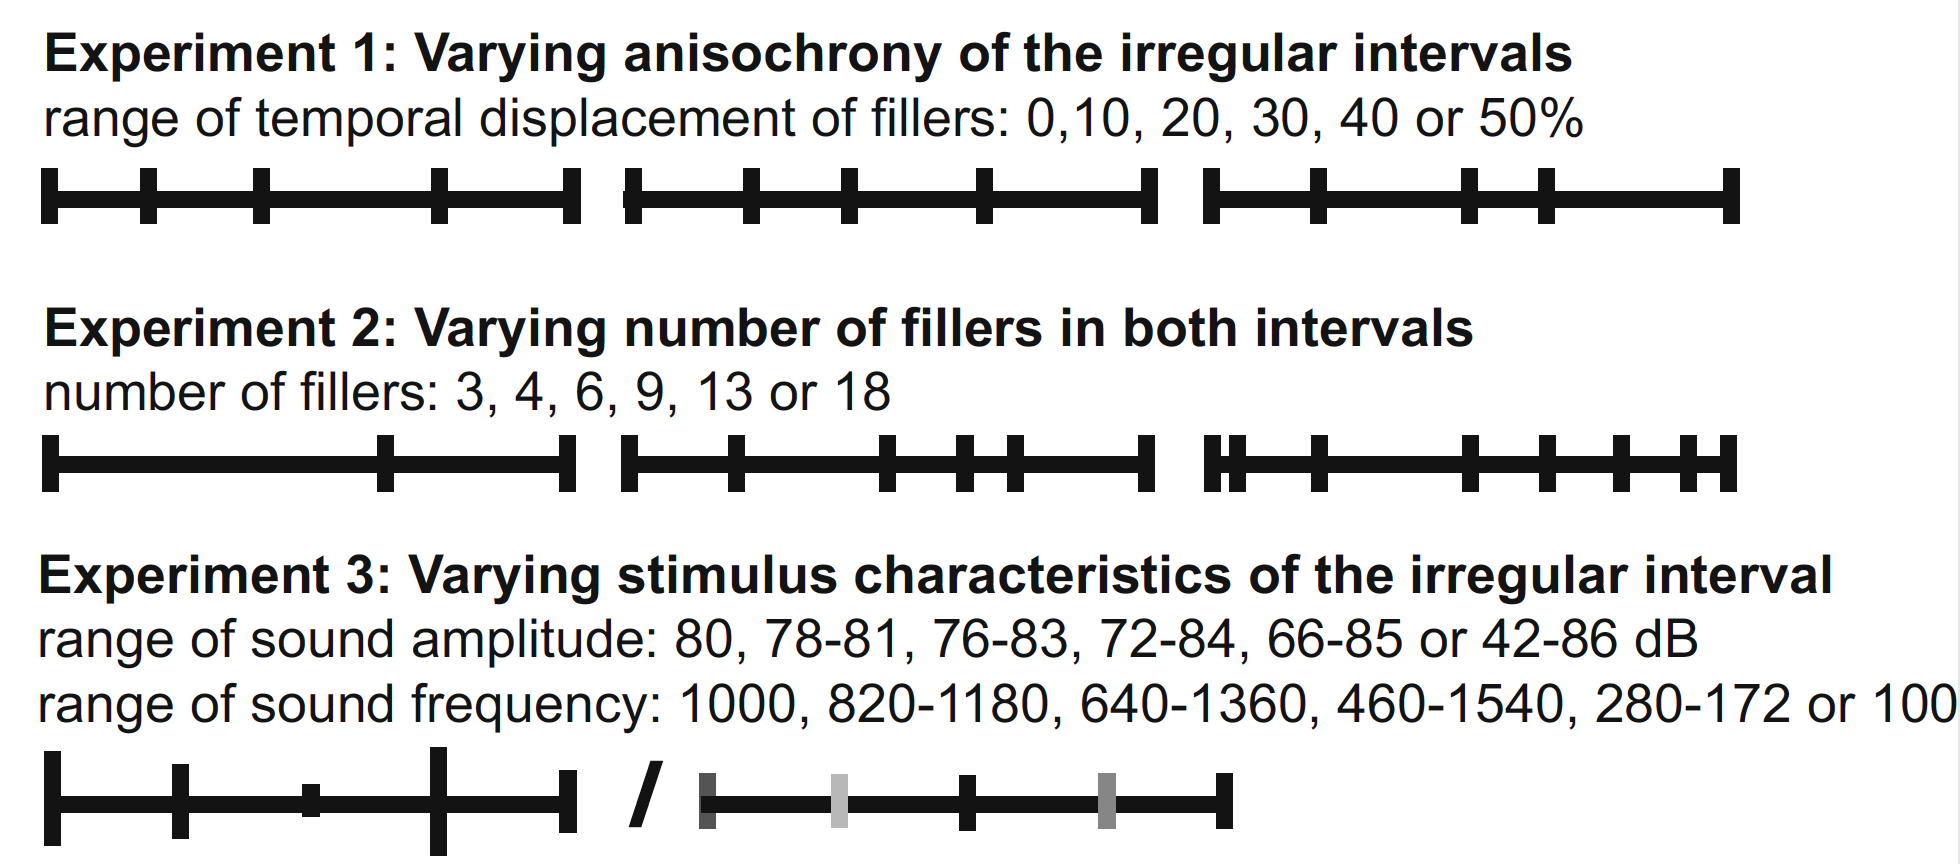 Experiment 1: Varying anisochrony of the irregular intervals
range of temporal displacement of fillers: 0,10, 20, 30, 40 or 50%
Experiment 2: Varying number of fillers in both intervals
number of fillers: 3, 4, 6, 9, 13 or 18
Experiment 3: Varying stimulus characteristics of the irregular interval
range of sound amplitude: 80, 78-81, 76-83, 72-84, 66-85 or 42-86 dB
range of sound frequency: 1000, 820-1180, 640-1360, 460-1540, 280-172 or 100
/